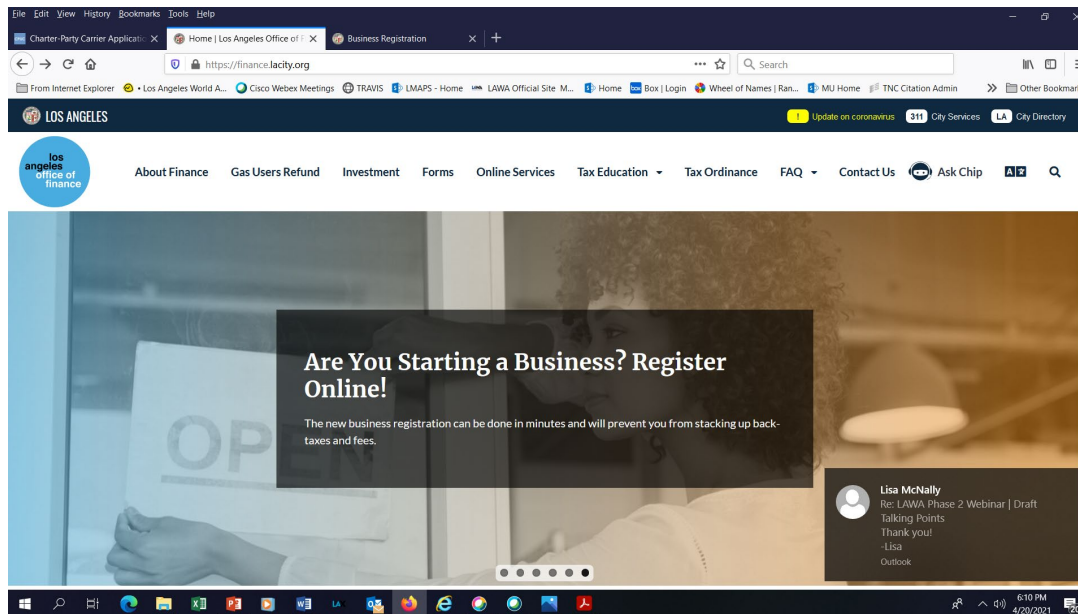 File Edit View History Bookmarks Tools Help
Charter-Party Carrier Applicatio
Home | Los Angeles Office of F
Business Registration
https://finance.lacity.org
Search
From Internet Explorer
• Los Angeles World A...
Cisco Webex Meetings
TRAVIS
LMAPS - Home
LAWA Official Site M...
Home
Box | Login
Wheel of Names | Ran...
MU Home
TNC Citation Admin
Other Bookmar
LOS ANGELES
! Update on coronavirus
311 City Services
LA City Directory
los
angeles
office of
finance
About Finance
Gas Users Refund
Investment
Forms
Online Services
Tax Education
Tax Ordinance
FAQ
Contact Us
Ask Chip
OPEN
Are You Starting a Business? Register
Online!
The new business registration can be done in minutes and will prevent you from stacking up back-
taxes and fees.
Lisa McNally
Re: LAWA Phase 2 Webinar | Draft
Talking Points
Thank you!
-Lisa
Outlook
6:10 PM
4/20/2021